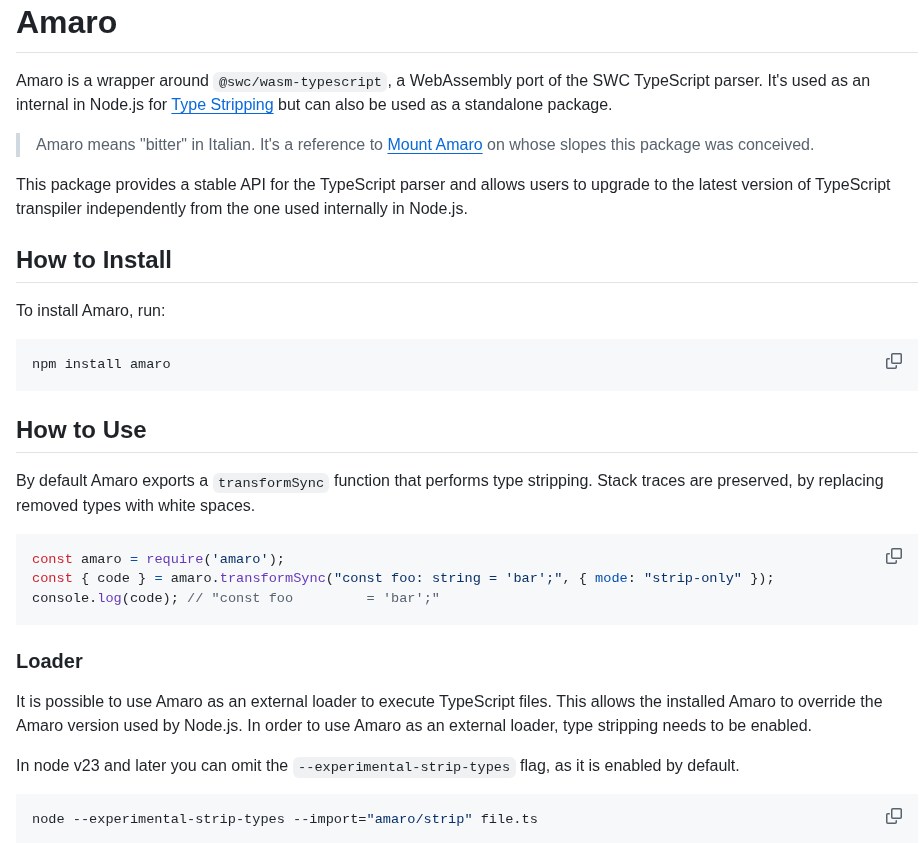 Amaro
Amaro is a wrapper around @swc/wasm-typescript, a WebAssembly port of the SWC TypeScript parser. It's used as an
internal in Node.js for Type Stripping but can also be used as a standalone package.
Amaro means "bitter" in Italian. It's a reference to Mount Amaro on whose slopes this package was conceived.
This package provides a stable API for the TypeScript parser and allows users to upgrade to the latest version of TypeScript
transpiler independently from the one used internally in Node.js.
How to Install
To install Amaro, run:
npm install amaro
How to Use
By default Amaro exports a transformSync function that performs type stripping. Stack traces are preserved, by replacing
removed types with white spaces.
const amaro = require('amaro');
const { code } = amaro.transformSync("const foo: string = 'bar';", { mode: "strip-only" });
console.log(code); // "const foo         = 'bar';"
Loader
It is possible to use Amaro as an external loader to execute TypeScript files. This allows the installed Amaro to override the
Amaro version used by Node.js. In order to use Amaro as an external loader, type stripping needs to be enabled.
In node v23 and later you can omit the --experimental-strip-types flag, as it is enabled by default.
node --experimental-strip-types --import="amaro/strip" file.ts